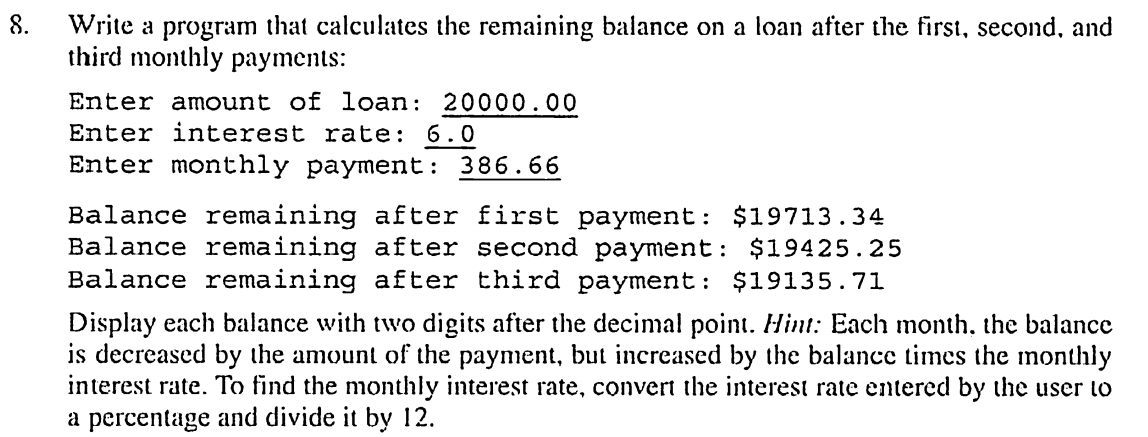 8. Write a program that calculates the remaining balance on a loan after the first, second, and
third monthly payments:
Enter amount of loan: 20000.00
Enter interest rate: 6.0
Enter monthly payment: 386.66
Balance remaining after first payment: $19713.34
Balance remaining after second payment: $19425.25
Balance remaining after third payment: $19135.71
Display each balance with two digits after the decimal point. Hint: Each month, the balance
is decreased by the amount of the payment, but increased by the balance times the monthly
interest rate. To find the monthly interest rate, convert the interest rate entered by the user to
a percentage and divide it by 12.